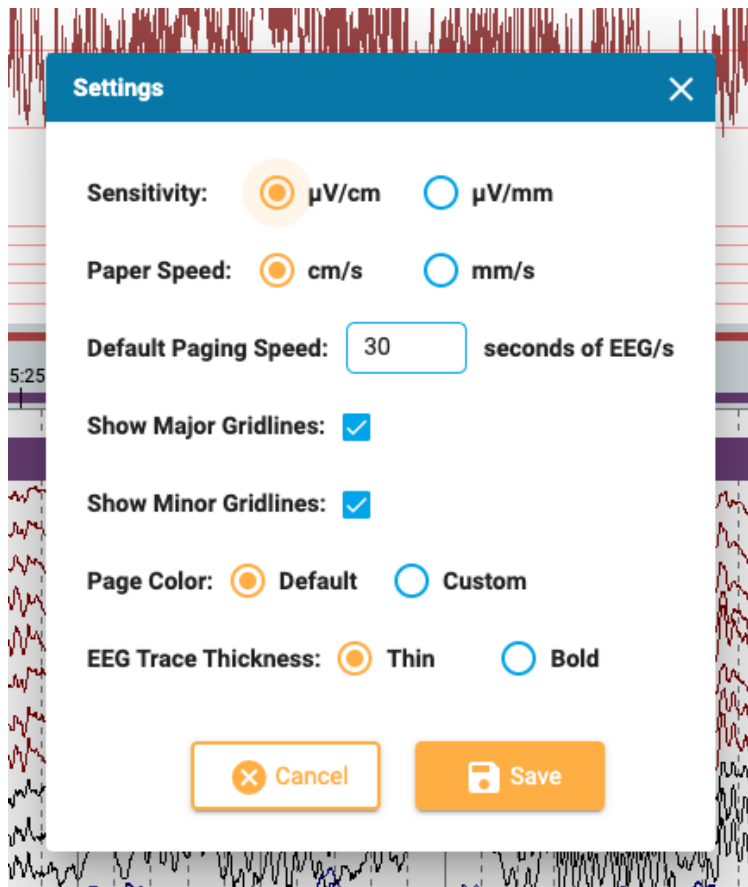 Settings
Sensitivity: µV/cm µV/mm
Paper Speed: cm/s mm/s
Default Paging Speed: 30 seconds of EEG/s
5:25
Show Major Gridlines:
Show Minor Gridlines:
Page Color: Default Custom
EEG Trace Thickness: Thin Bold
Cancel Save